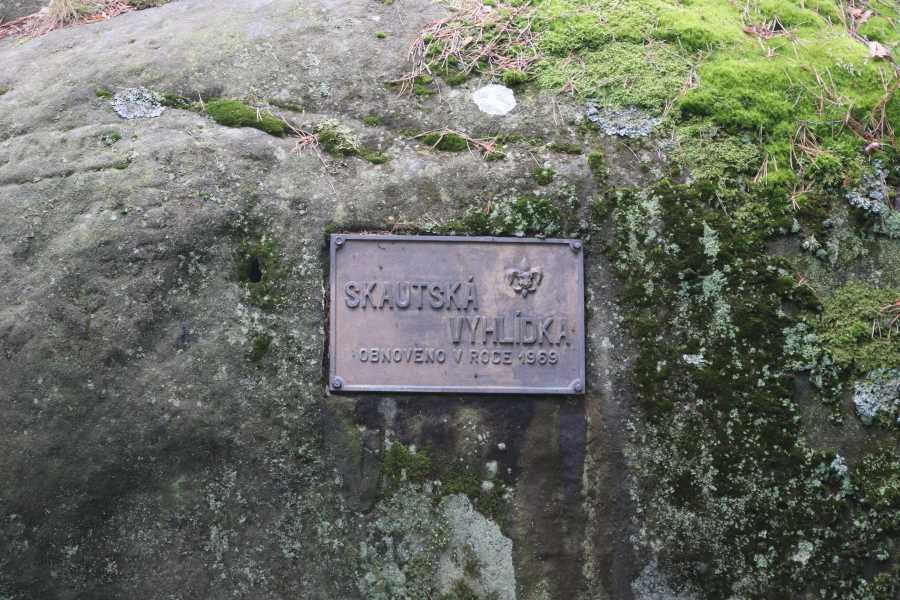 SKAUTSKÁ
VYHLÍDKA
OBNOVENO V ROCE 1969